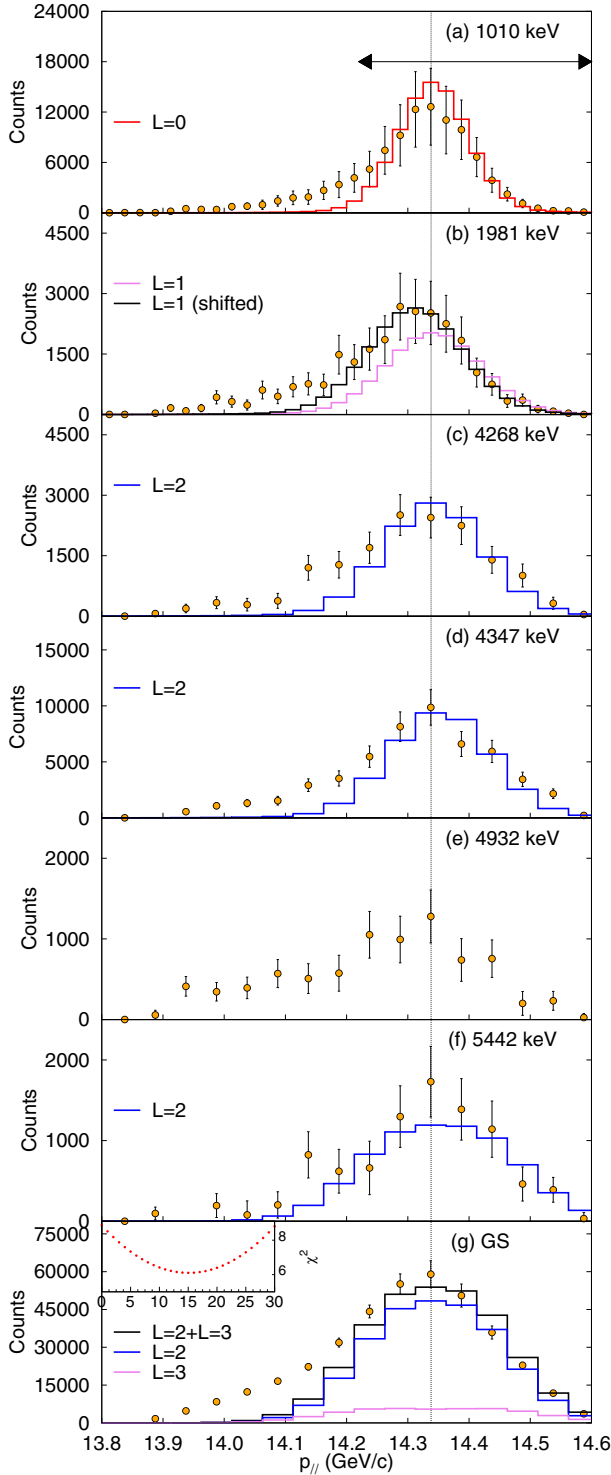 24000
18000
12000
6000
0
Counts
(a) 1010 keV
L=0
4500
3000
1500
0
Counts
(b) 1981 keV
L=1
L=1 (shifted)
4500
3000
1500
0
Counts
(c) 4268 keV
L=2
15000
10000
5000
0
Counts
(d) 4347 keV
L=2
2000
1000
0
Counts
(e) 4932 keV
2000
1000
0
Counts
(f) 5442 keV
L=2
75000
60000
45000
30000
15000
0
Counts
(g) GS
8
6
χ²
0 5 10 15 20 25 30
L=2+L=3
L=2
L=3
13.8 13.9 14.0 14.1 14.2 14.3 14.4 14.5 14.6
p// (GeV/c)